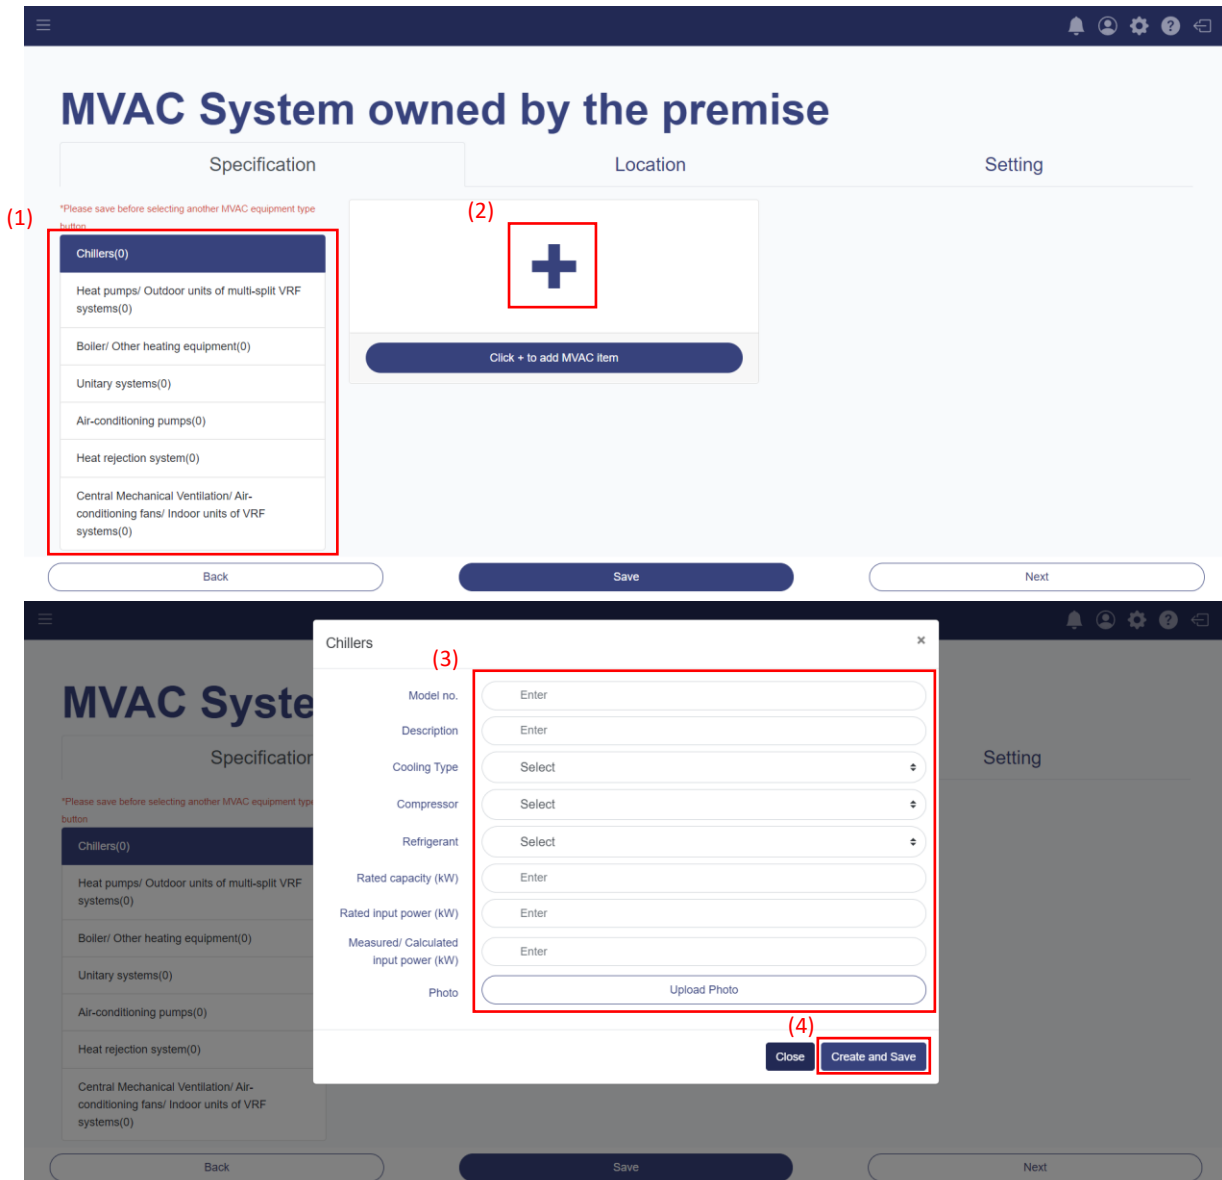 MVAC System owned by the premise
Specification
Location
Setting
(1)
*Please save before selecting another MVAC equipment type
button
Chillers(0)
Heat pumps/ Outdoor units of multi-split VRF
systems(0)
Boiler/ Other heating equipment(0)
Unitary systems(0)
Air-conditioning pumps(0)
Heat rejection system(0)
Central Mechanical Ventilation/ Air-
conditioning fans/ Indoor units of VRF
systems(0)
(2)
Click + to add MVAC item
Back
Save
Next
MVAC Syste
Specification
Setting
*Please save before selecting another MVAC equipment type
button
Chillers(0)
Heat pumps/ Outdoor units of multi-split VRF
systems(0)
Boiler/ Other heating equipment(0)
Unitary systems(0)
Air-conditioning pumps(0)
Heat rejection system(0)
Central Mechanical Ventilation/ Air-
conditioning fans/ Indoor units of VRF
systems(0)
Chillers
×
(3)
Model no.
Enter
Description
Enter
Cooling Type
Select
Compressor
Select
Refrigerant
Select
Rated capacity (kW)
Enter
Rated input power (kW)
Enter
Measured/ Calculated
input power (kW)
Enter
Photo
Upload Photo
(4)
Close
Create and Save
Back
Save
Next